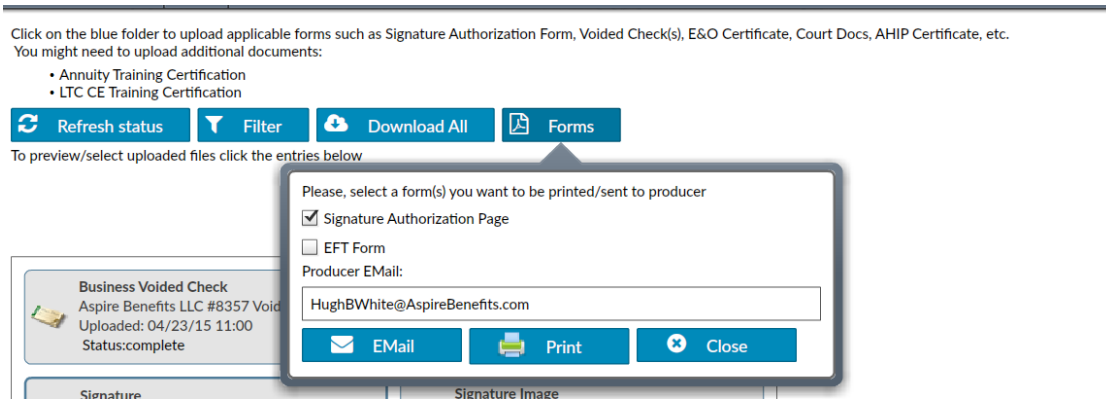 Click on the blue folder to upload applicable forms such as Signature Authorization Form, Voided Check(s), E&O Certificate, Court Docs, AHIP Certificate, etc.
You might need to upload additional documents:
• Annuity Training Certification
• LTC CE Training Certification
Refresh status Filter Download All Forms
To preview/select uploaded files click the entries below
Please, select a form(s) you want to be printed/sent to producer
Signature Authorization Page
EFT Form
Producer EMail:
HughBWhite@AspireBenefits.com
EMail Print Close
Business Voided Check
Aspire Benefits LLC #8357 Void
Uploaded: 04/23/15 11:00
Status:complete
Signature
Signature Image